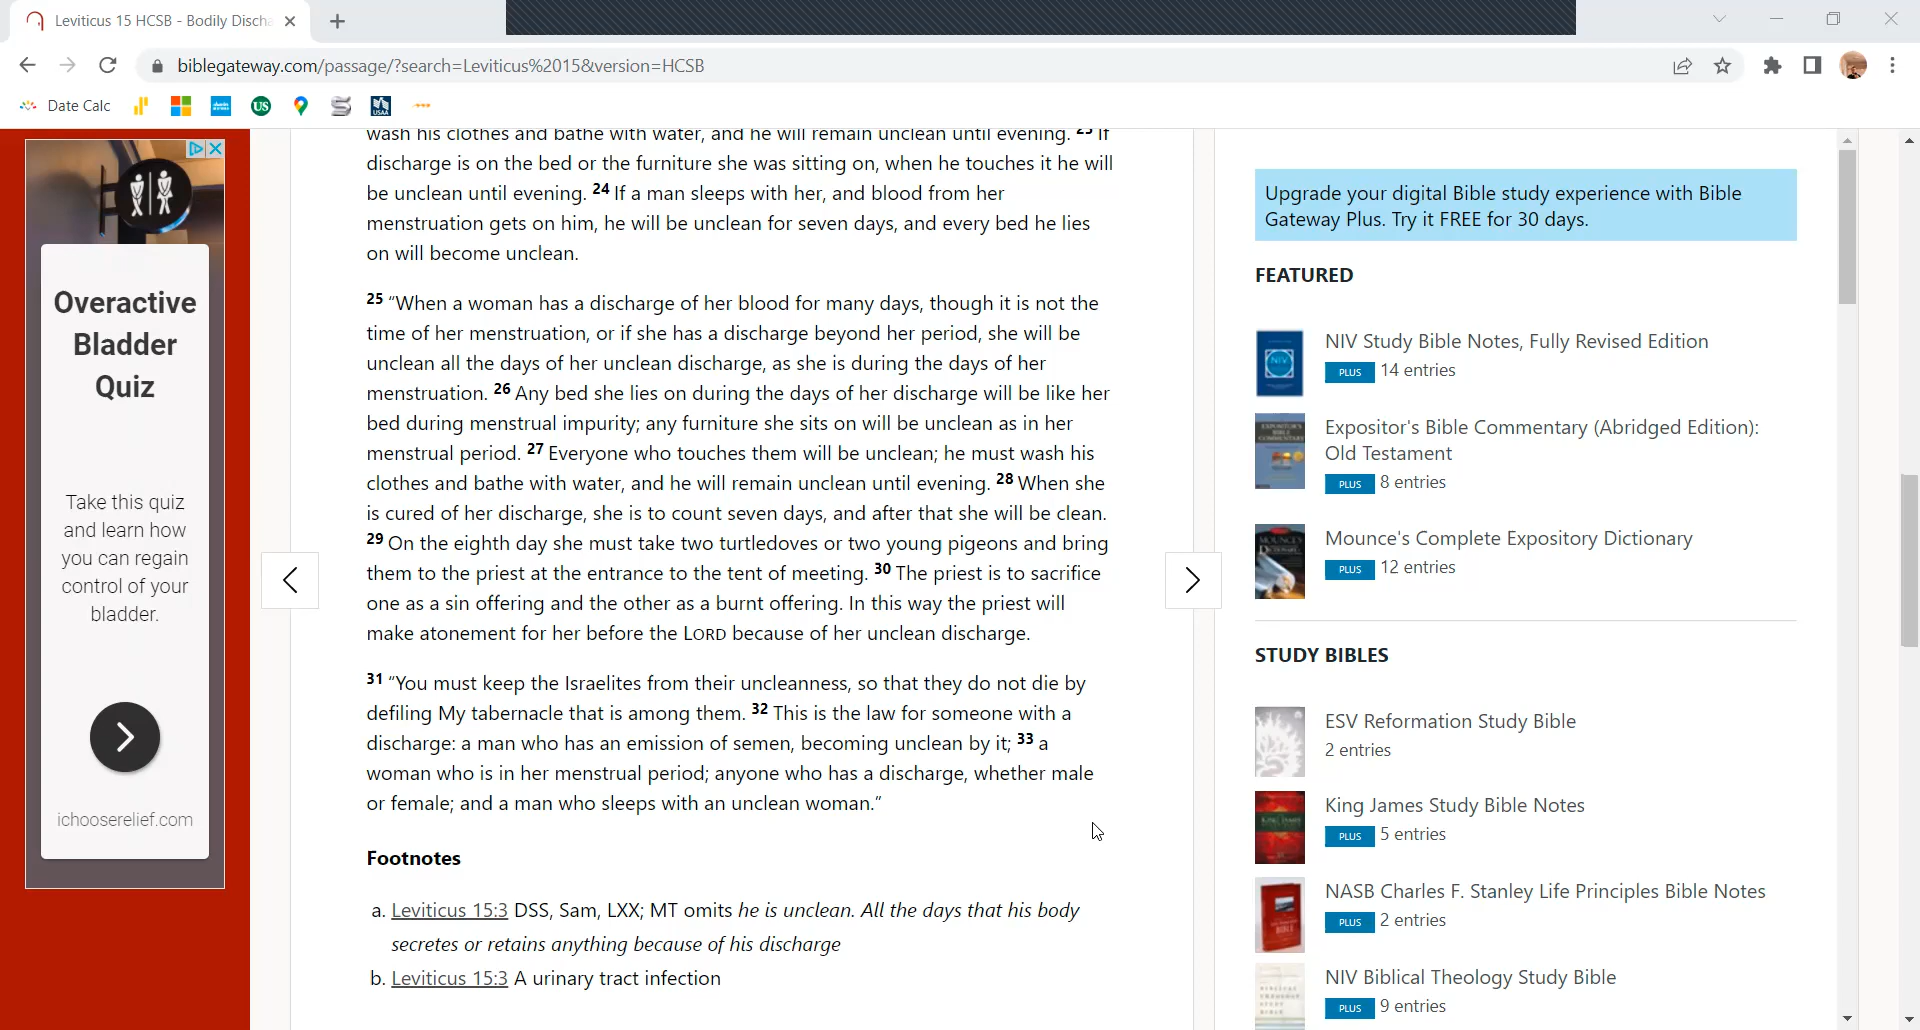 Leviticus 15 HCSB - Bodily Discha
biblegateway.com/passage/?search=Leviticus%2015&version=HCSB
Date Calc
US
USAA
wash his clothes and bathe with water, and he will remain unclean until evening. 23 If
discharge is on the bed or the furniture she was sitting on, when he touches it he will
be unclean until evening. 24 If a man sleeps with her, and blood from her
menstruation gets on him, he will be unclean for seven days, and every bed he lies
on will become unclean.
25 “When a woman has a discharge of her blood for many days, though it is not the
time of her menstruation, or if she has a discharge beyond her period, she will be
unclean all the days of her unclean discharge, as she is during the days of her
menstruation. 26 Any bed she lies on during the days of her discharge will be like her
bed during menstrual impurity; any furniture she sits on will be unclean as in her
menstrual period. 27 Everyone who touches them will be unclean; he must wash his
clothes and bathe with water, and he will remain unclean until evening. 28 When she
is cured of her discharge, she is to count seven days, and after that she will be clean.
29 On the eighth day she must take two turtledoves or two young pigeons and bring
them to the priest at the entrance to the tent of meeting. 30 The priest is to sacrifice
one as a sin offering and the other as a burnt offering. In this way the priest will
make atonement for her before the LORD because of her unclean discharge.
31 “You must keep the Israelites from their uncleanness, so that they do not die by
defiling My tabernacle that is among them. 32 This is the law for someone with a
discharge: a man who has an emission of semen, becoming unclean by it; 33 a
woman who is in her menstrual period; anyone who has a discharge, whether male
or female; and a man who sleeps with an unclean woman.”
Footnotes
a. Leviticus 15:3 DSS, Sam, LXX; MT omits he is unclean. All the days that his body
secretes or retains anything because of his discharge
b. Leviticus 15:3 A urinary tract infection
Overactive
Bladder
Quiz
Take this quiz
and learn how
you can regain
control of your
bladder.
ichooserelief.com
Upgrade your digital Bible study experience with Bible
Gateway Plus. Try it FREE for 30 days.
FEATURED
NIV
NIV Study Bible Notes, Fully Revised Edition
PLUS 14 entries
Expositor's Bible Commentary (Abridged Edition):
Old Testament
PLUS 8 entries
Mounce's Complete Expository Dictionary
PLUS 12 entries
STUDY BIBLES
ESV Reformation Study Bible
2 entries
King James Study Bible Notes
PLUS 5 entries
NASB Charles F. Stanley Life Principles Bible Notes
PLUS 2 entries
NIV Biblical Theology Study Bible
PLUS 9 entries